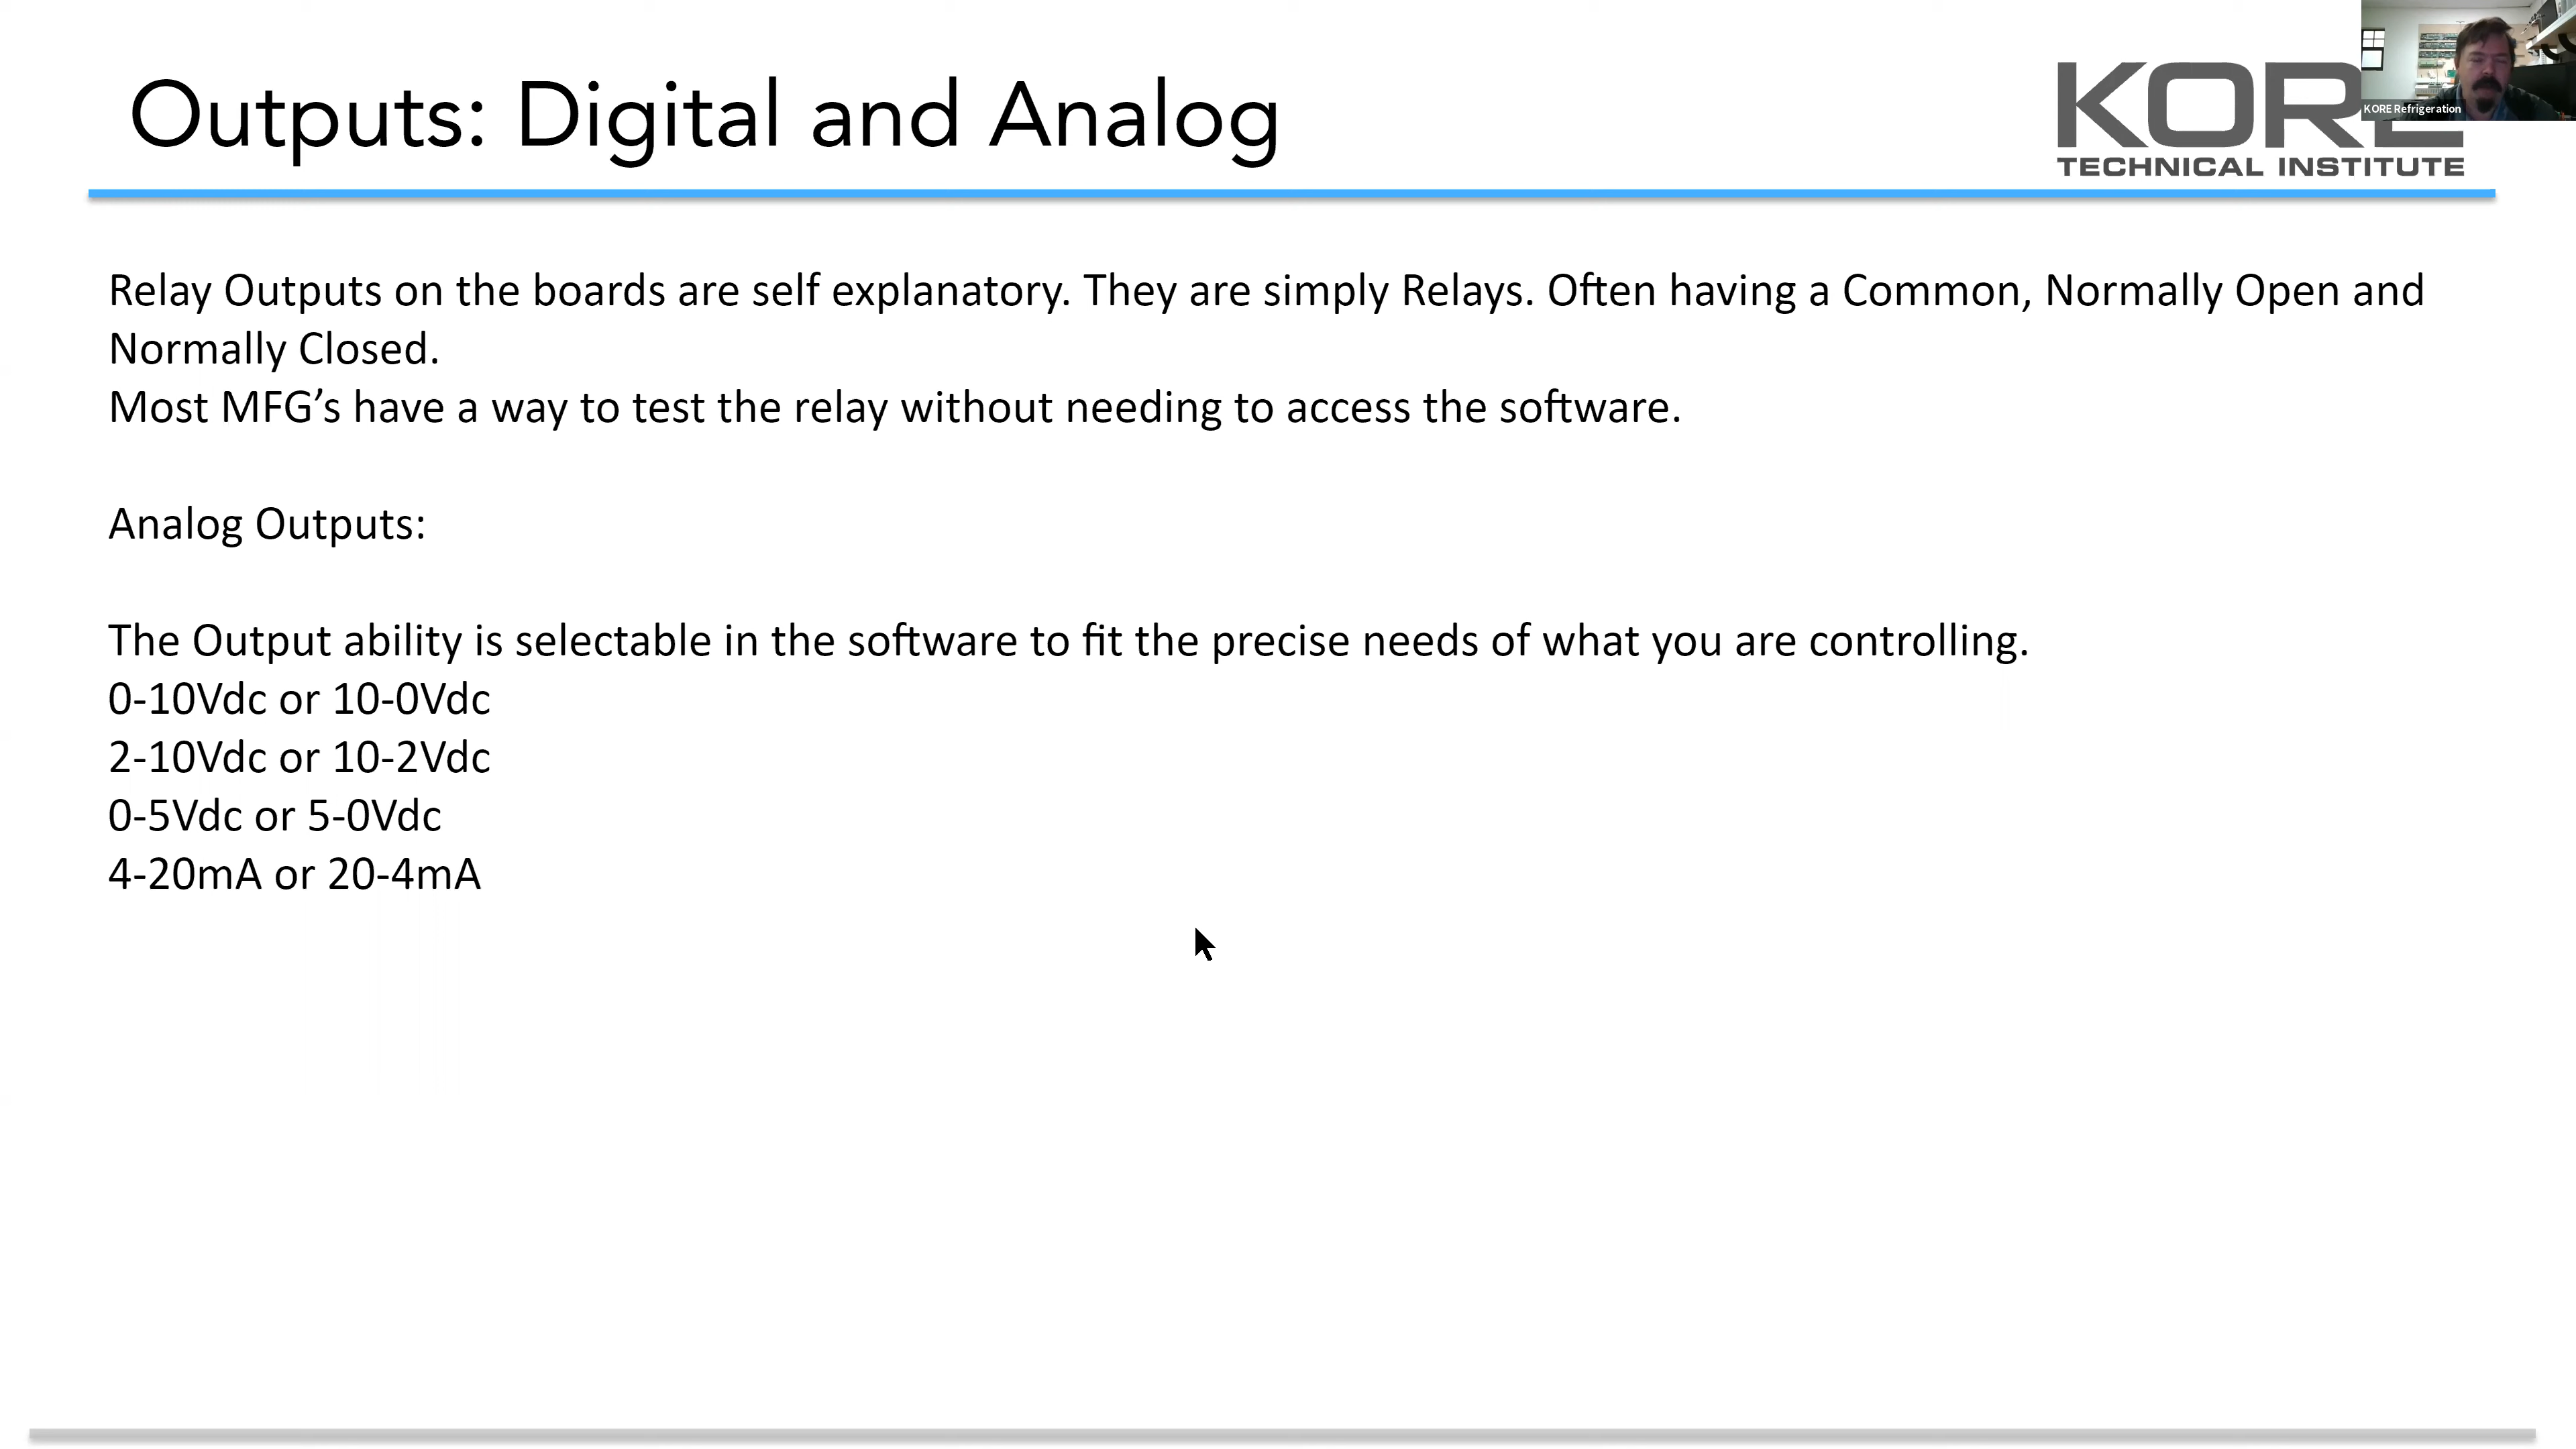 Outputs: Digital and Analog
KORE
TECHNICAL INSTITUTE
KORE Refrigeration
Relay Outputs on the boards are self explanatory. They are simply Relays. Often having a Common, Normally Open and
Normally Closed.
Most MFG’s have a way to test the relay without needing to access the software.
Analog Outputs:
The Output ability is selectable in the software to fit the precise needs of what you are controlling.
0-10Vdc or 10-0Vdc
2-10Vdc or 10-2Vdc
0-5Vdc or 5-0Vdc
4-20mA or 20-4mA